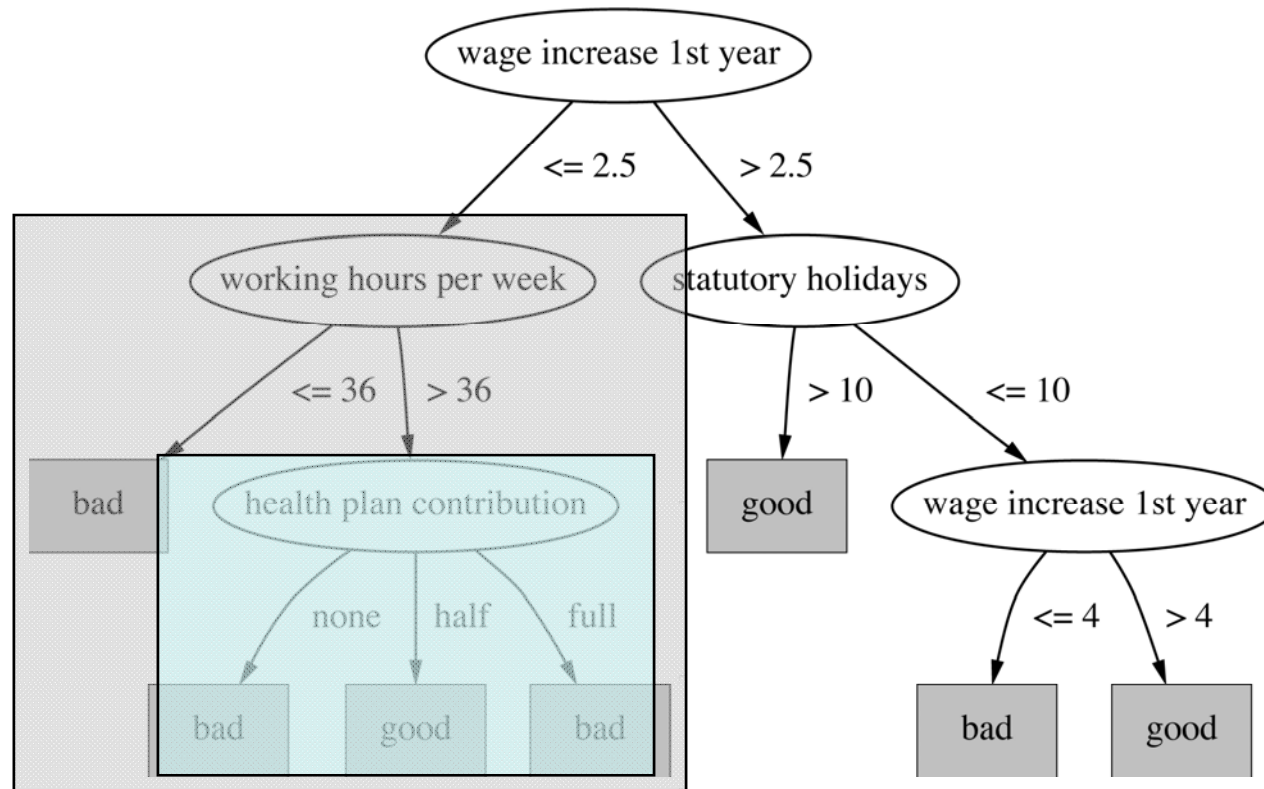 wage increase 1st year
<= 2.5
> 2.5
working hours per week
statutory holidays
<= 36
> 36
> 10
<= 10
bad
health plan contribution
good
wage increase 1st year
none
half
full
<= 4
> 4
bad
good
bad
bad
good